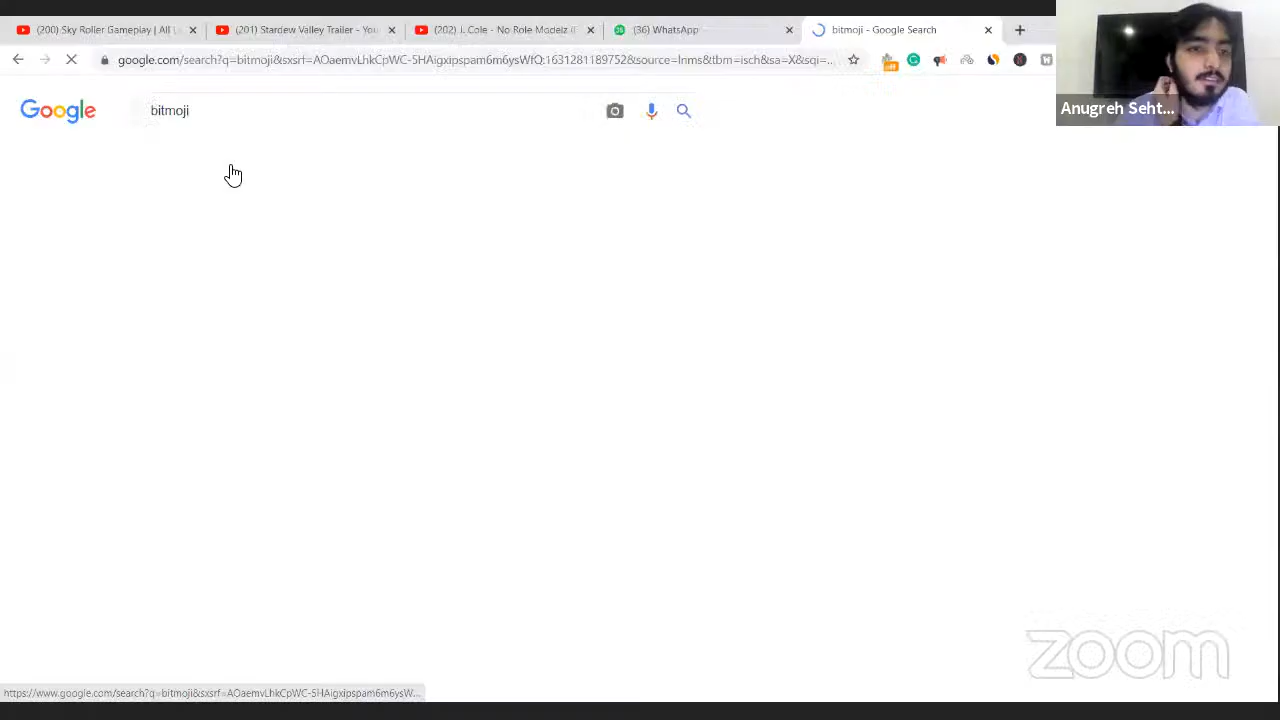 (200) Sky Roller Gameplay | All L
(201) Stardew Valley Trailer - You
(202) J. Cole - No Role Modelz (
(36) WhatsApp
bitmoji - Google Search
google.com/search?q=bitmoji&sxsrf=AOaemvLhkCpWC-5HAigxipspam6m6ysWfQ:1631281189752&source=lnms&tbm=isch&sa=X&sqi=...
off
Anugreh Seht...
Google
bitmoji
zoom
https://www.google.com/search?q=bitmoji&sxsrf=AOaemvLhkCpWC-5HAigxipspam6m6ysW...